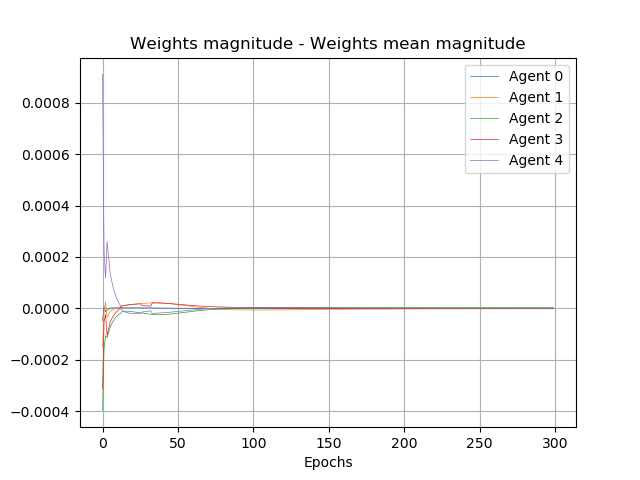 Weights magnitude - Weights mean magnitude
Agent 0
Agent 1
Agent 2
Agent 3
Agent 4
0.0008
0.0006
0.0004
0.0002
0.0000
−0.0002
−0.0004
0 50 100 150 200 250 300
Epochs